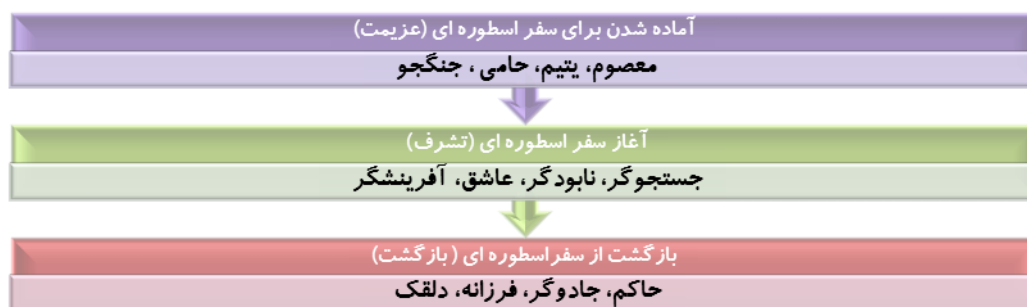 آماده شدن برای سفر اسطوره ای (عزیمت)
معصوم، یتیم، حامی ، جنگجو
آغاز سفر اسطوره ای (تشرف)
جستجوگر، نابودگر، عاشق، آفرینشگر
بازگشت از سفراسطوره ای ( بازگشت)
حاکم، جادوگر، فرزانه، دلقک